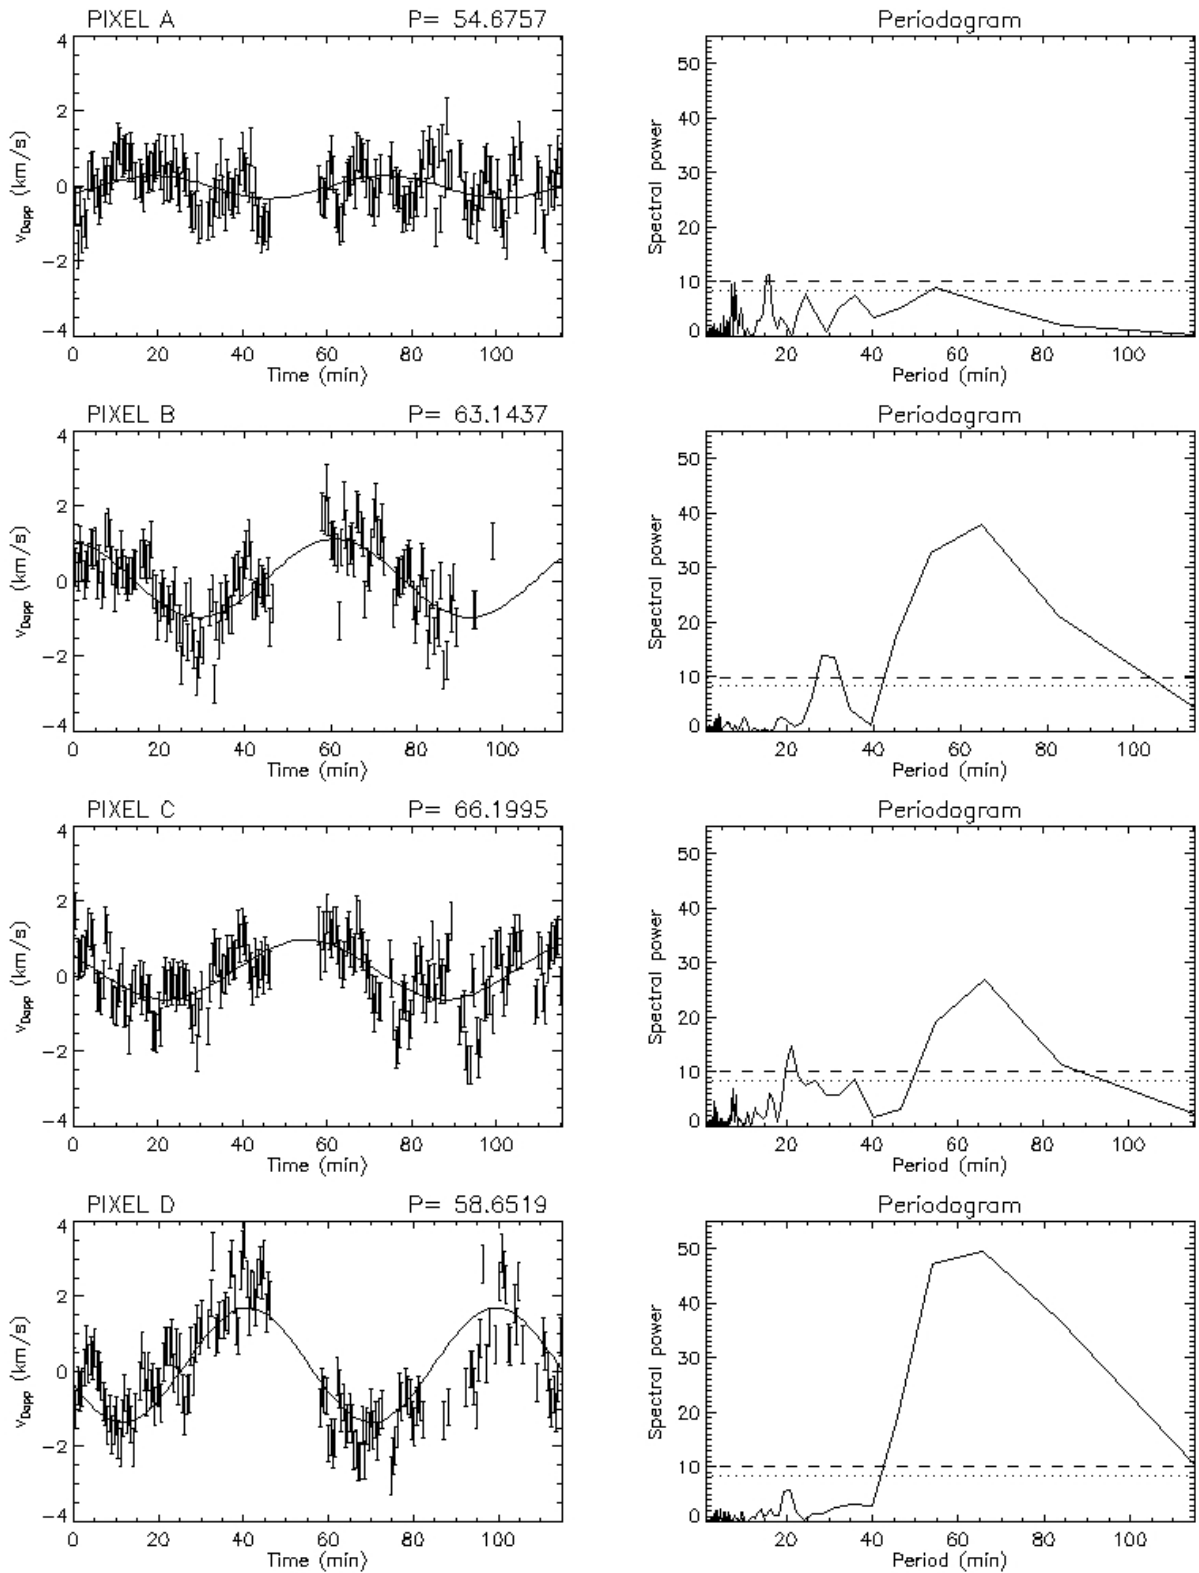 PIXEL A P= 54.6757
Periodogram
4
2
0
−2
−4
v_Dapp (km/s)
0 20 40 60 80 100
Time (min)
50
40
30
20
10
0
Spectral power
20 40 60 80 100
Period (min)
PIXEL B P= 63.1437
Periodogram
4
2
0
−2
−4
v_Dapp (km/s)
0 20 40 60 80 100
Time (min)
50
40
30
20
10
0
Spectral power
20 40 60 80 100
Period (min)
PIXEL C P= 66.1995
Periodogram
4
2
0
−2
−4
v_Dapp (km/s)
0 20 40 60 80 100
Time (min)
50
40
30
20
10
0
Spectral power
20 40 60 80 100
Period (min)
PIXEL D P= 58.6519
Periodogram
4
2
0
−2
−4
v_Dapp (km/s)
0 20 40 60 80 100
Time (min)
50
40
30
20
10
0
Spectral power
20 40 60 80 100
Period (min)